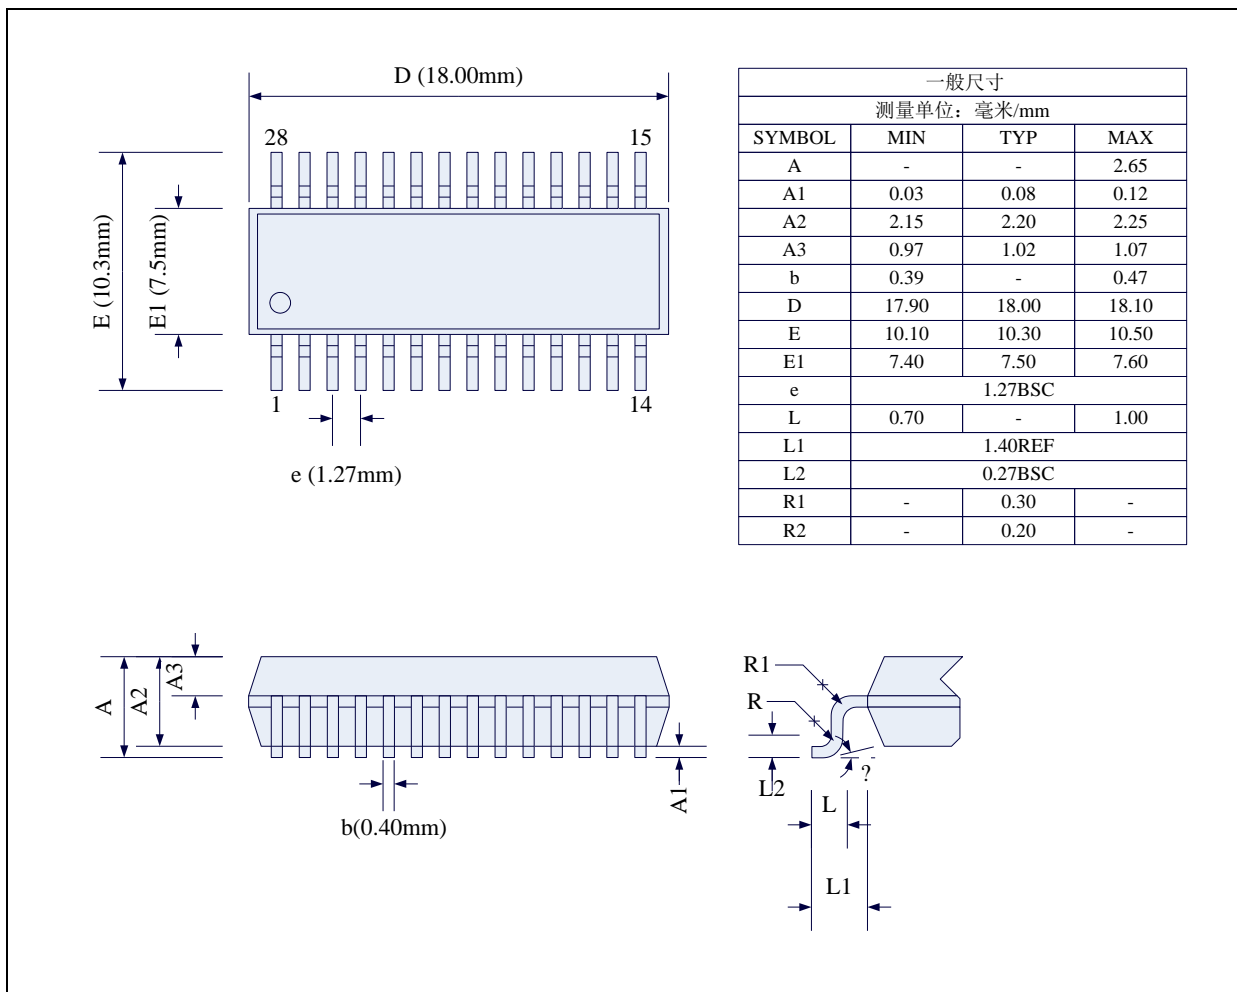 D (18.00mm)
28 15
E (10.3mm)
E1 (7.5mm)
1 14
e (1.27mm)
一般尺寸
测量单位：毫米/mm
SYMBOL MIN TYP MAX
A - - 2.65
A1 0.03 0.08 0.12
A2 2.15 2.20 2.25
A3 0.97 1.02 1.07
b 0.39 - 0.47
D 17.90 18.00 18.10
E 10.10 10.30 10.50
E1 7.40 7.50 7.60
e 1.27BSC
L 0.70 - 1.00
L1 1.40REF
L2 0.27BSC
R1 - 0.30 -
R2 - 0.20 -
A
A2
A3
A1
b(0.40mm)
R1
R
L2
?
L
L1